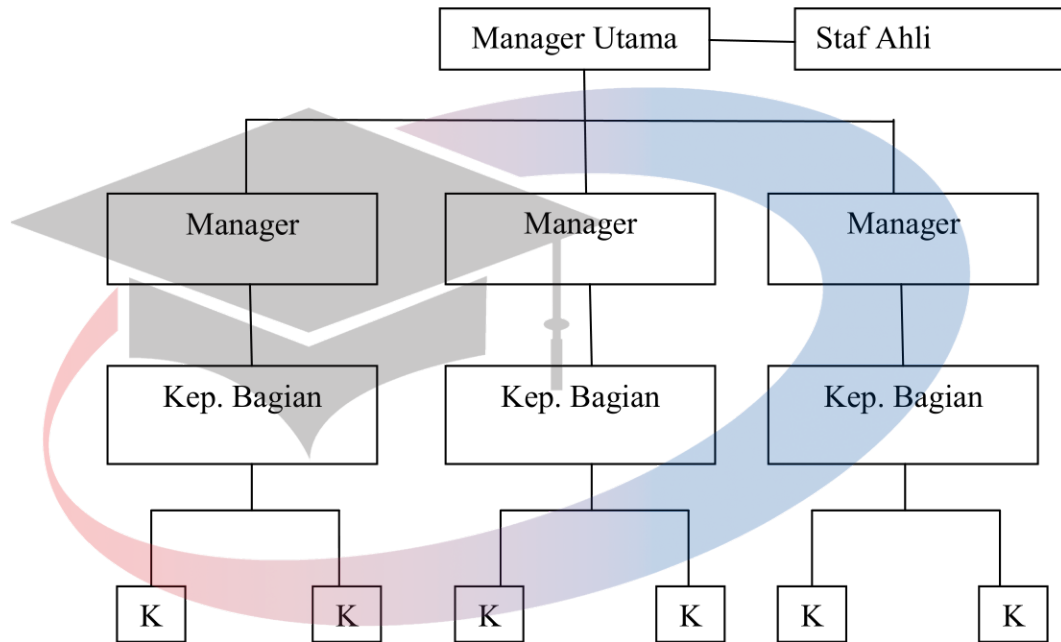 Manager Utama
Staf Ahli
Manager
Manager
Manager
Kep. Bagian
Kep. Bagian
Kep. Bagian
K
K
K
K
K
K